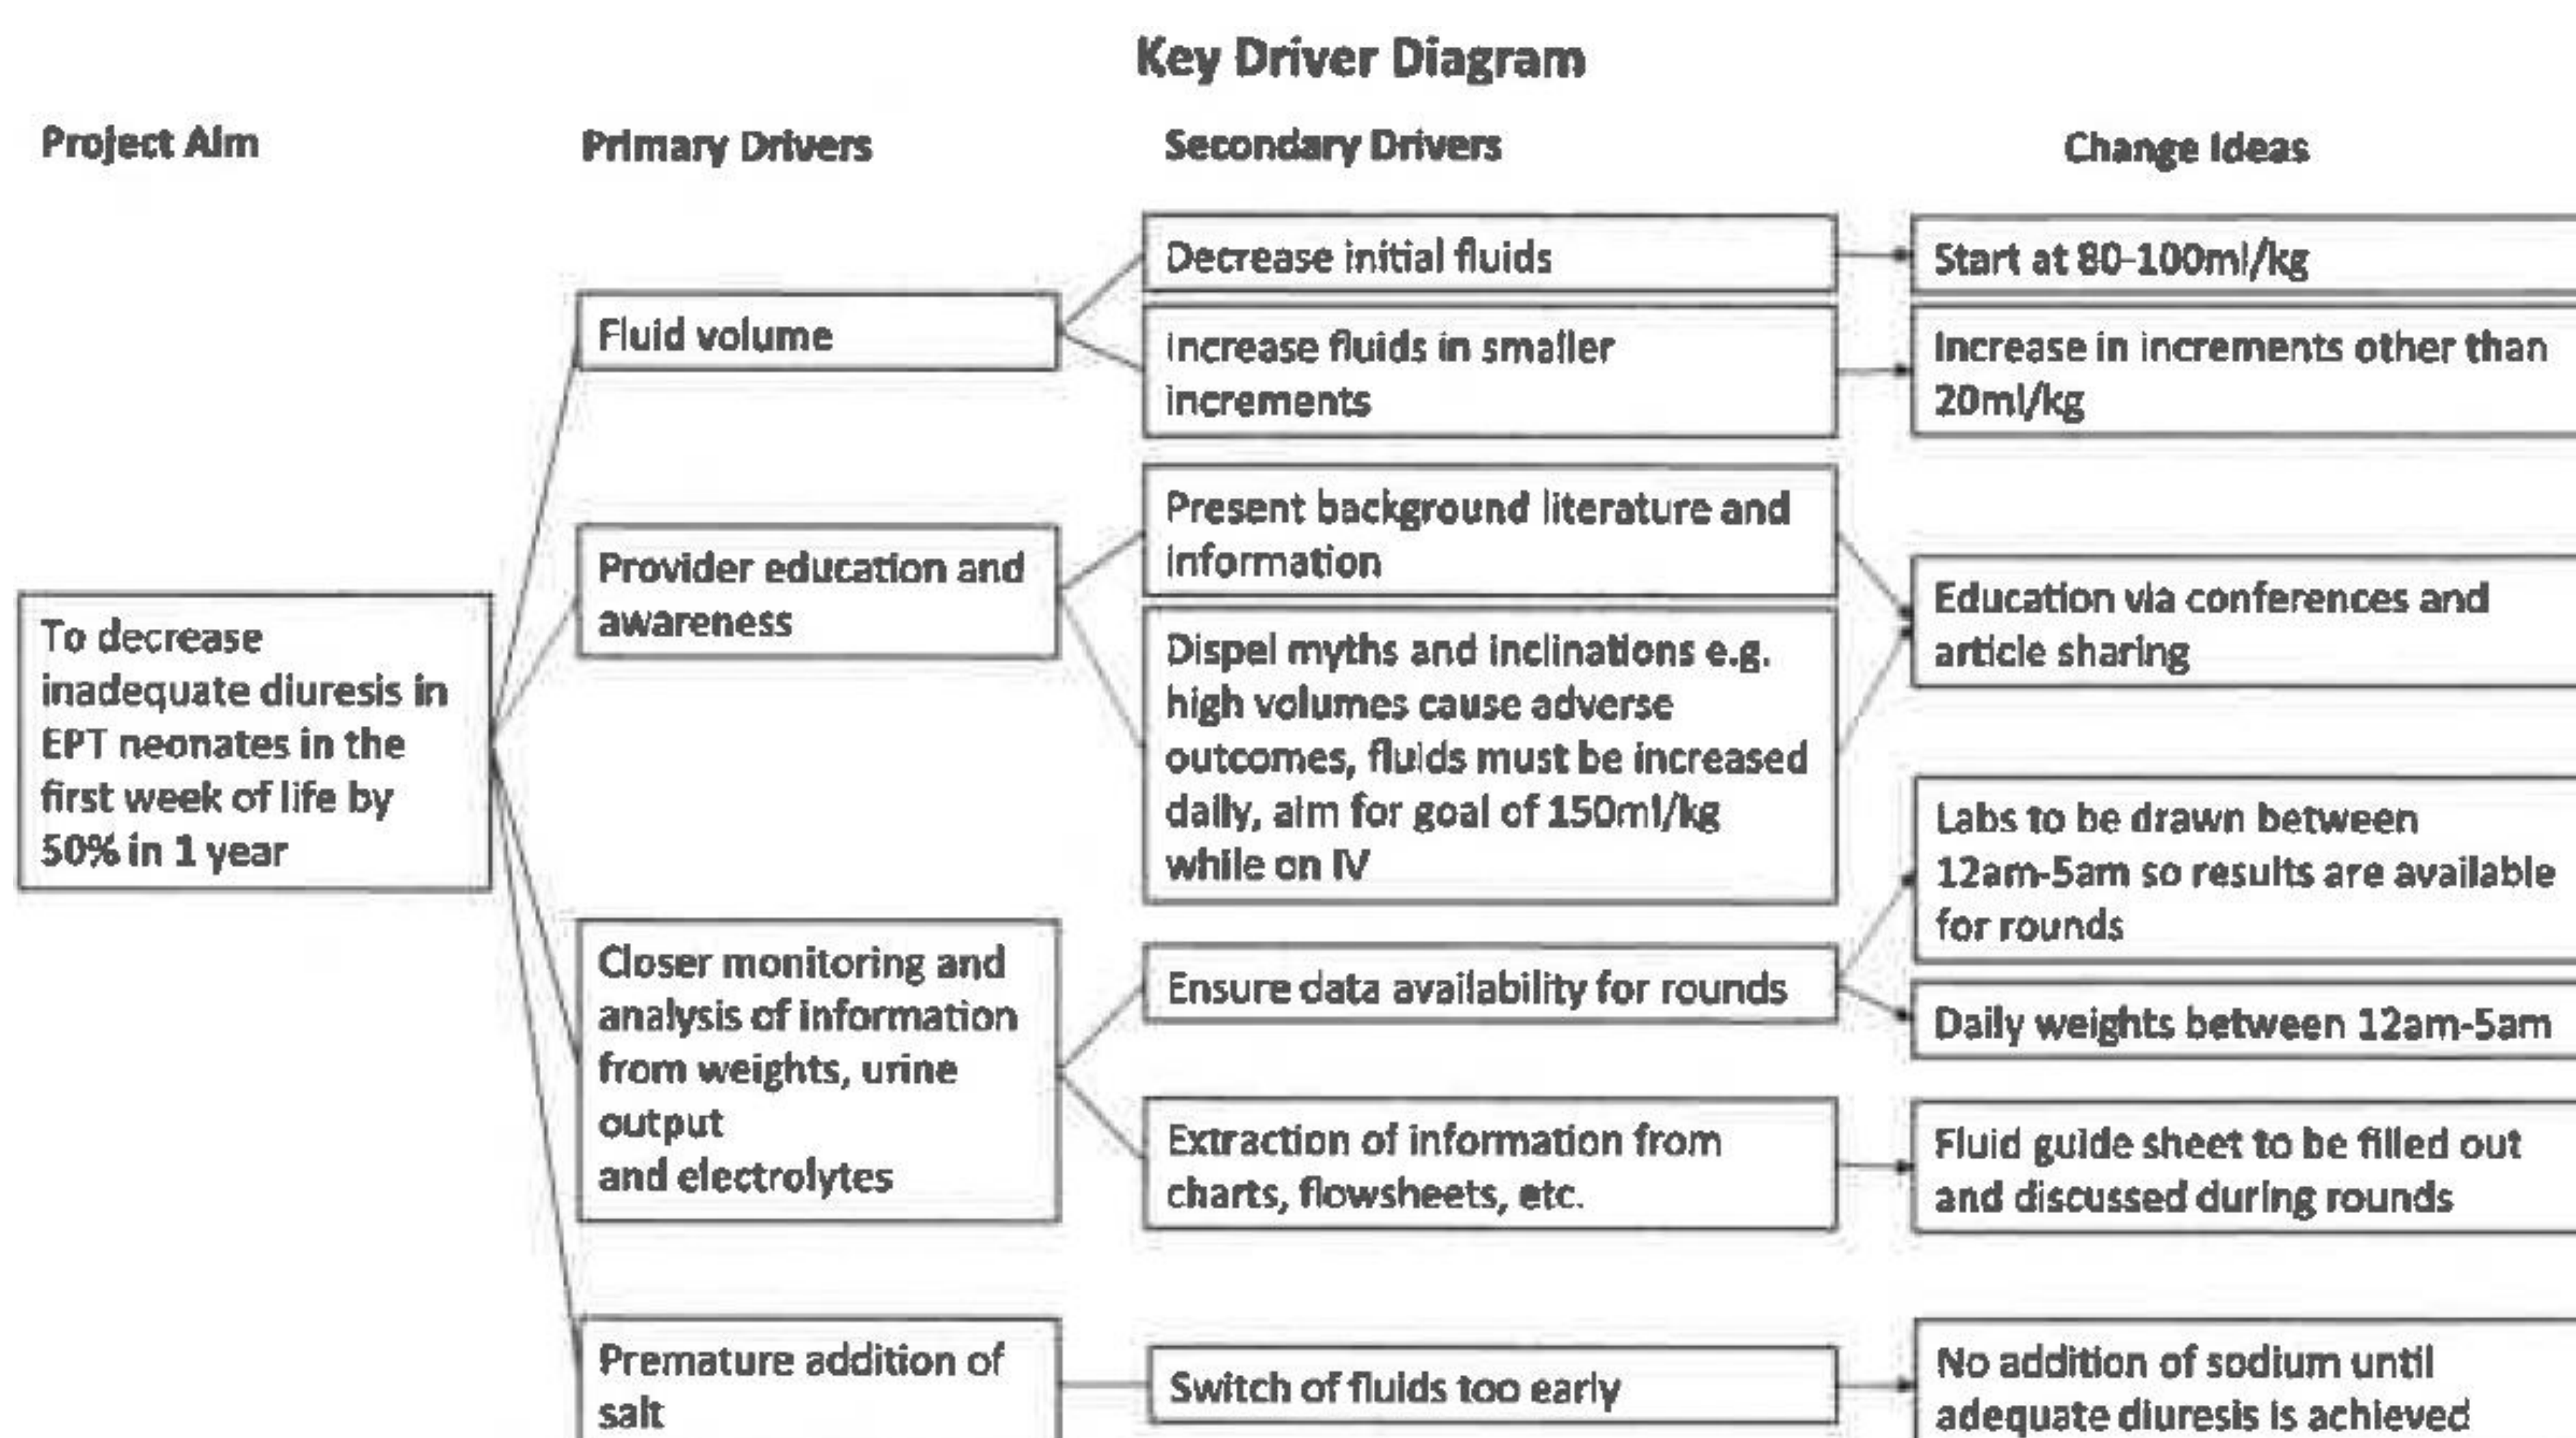 Key Driver Diagram
Project Aim
Primary Drivers
Secondary Drivers
Change Ideas
To decrease
inadequate diuresis in
EPT neonates in the
first week of life by
50% in 1 year
Fluid volume
Provider education and
awareness
Closer monitoring and
analysis of information
from weights, urine
output
and electrolytes
Premature addition of
salt
Decrease initial fluids
Increase fluids in smaller
increments
Present background literature and
information
Dispel myths and inclinations e.g.
high volumes cause adverse
outcomes, fluids must be increased
daily, aim for goal of 150ml/kg
while on IV
Ensure data availability for rounds
Extraction of information from
charts, flowsheets, etc.
Switch of fluids too early
Start at 80-100ml/kg
Increase in increments other than
20ml/kg
Education via conferences and
article sharing
Labs to be drawn between
12am-5am so results are available
for rounds
Daily weights between 12am-5am
Fluid guide sheet to be filled out
and discussed during rounds
No addition of sodium until
adequate diuresis is achieved